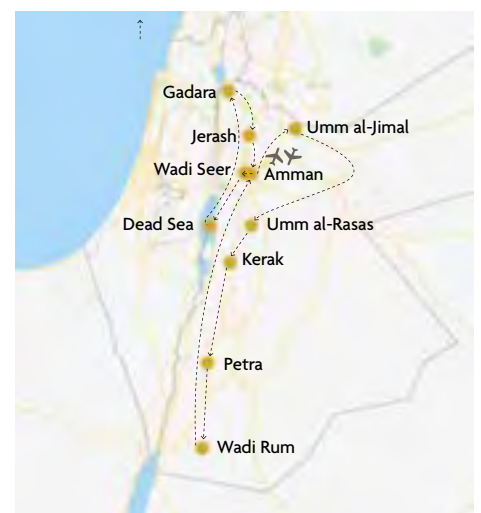 Gadara
Umm al-Jimal
Jerash
Wadi Seer
Amman
Dead Sea
Umm al-Rasas
Kerak
Petra
Wadi Rum